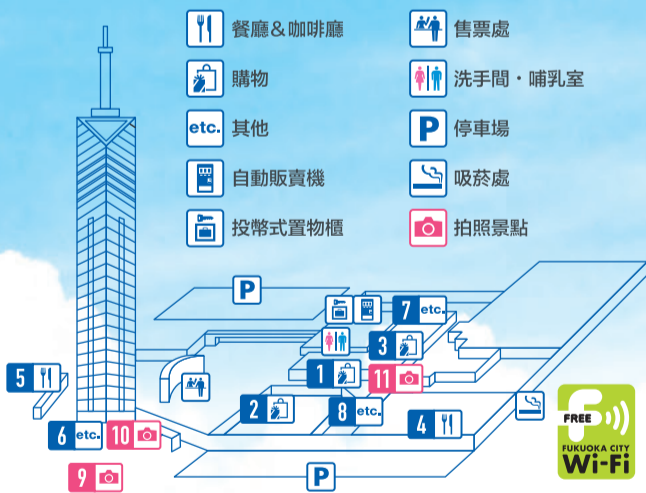 餐廳&咖啡廳
售票處
購物
洗手間・哺乳室
etc. 其他
P 停車場
自動販賣機
吸菸處
投幣式置物櫃
拍照景點
P
7 etc.
3
5
1
11
2
8 etc.
4
6 etc.
10
9
P
FREE
FUKUOKA CITY
Wi-Fi